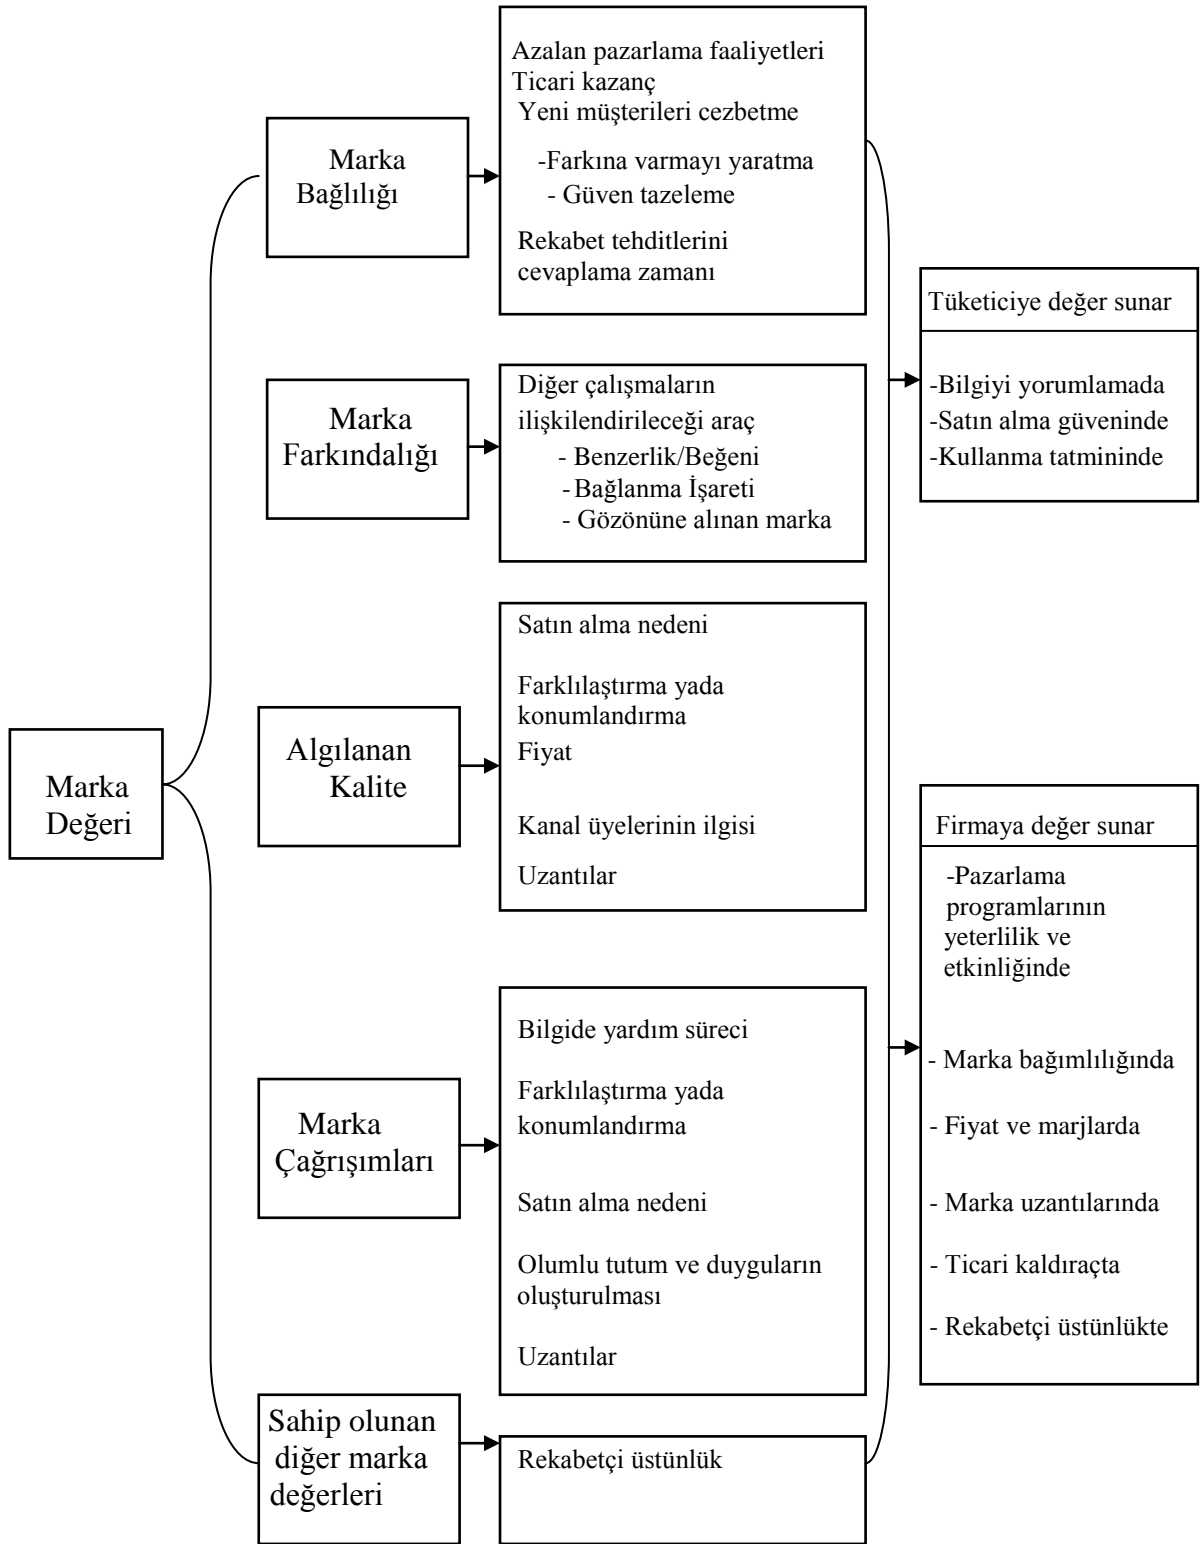 Marka
Değeri
Marka
Bağlılığı
Azalan pazarlama faaliyetleri
Ticari kazanç
Yeni müşterileri cezbetme
-Farkına varmayı yaratma
- Güven tazeleme
Rekabet tehditlerini
cevaplama zamanı
Marka
Farkındalığı
Diğer çalışmaların
ilişkilendirileceği araç
- Benzerlik/Beğeni
-Bağlanma İşareti
- Gözönüne alınan marka
Algılanan
Kalite
Satın alma nedeni
Farklılaştırma yada
konumlandırma
Fiyat
Kanal üyelerinin ilgisi
Uzantılar
Marka
Çağrışımları
Bilgide yardım süreci
Farklılaştırma yada
konumlandırma
Satın alma nedeni
Olumlu tutum ve duyguların
oluşturulması
Uzantılar
Sahip olunan
diğer marka
değerleri
Rekabetçi üstünlük
Tüketiciye değer sunar
-Bilgiyi yorumlamada
-Satın alma güveninde
-Kullanma tatmininde
Firmaya değer sunar
-Pazarlama
programlarının
yeterlilik ve
etkinliğinde
- Marka bağımlılığında
- Fiyat ve marjlarda
- Marka uzantılarında
- Ticari kaldıraçta
- Rekabetçi üstünlükte